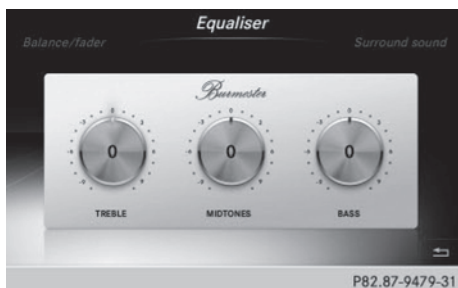 Equaliser
Balance/fader Surround sound
Burmester
0 0 0
TREBLE MIDTONES BASS
P82.87-9479-31